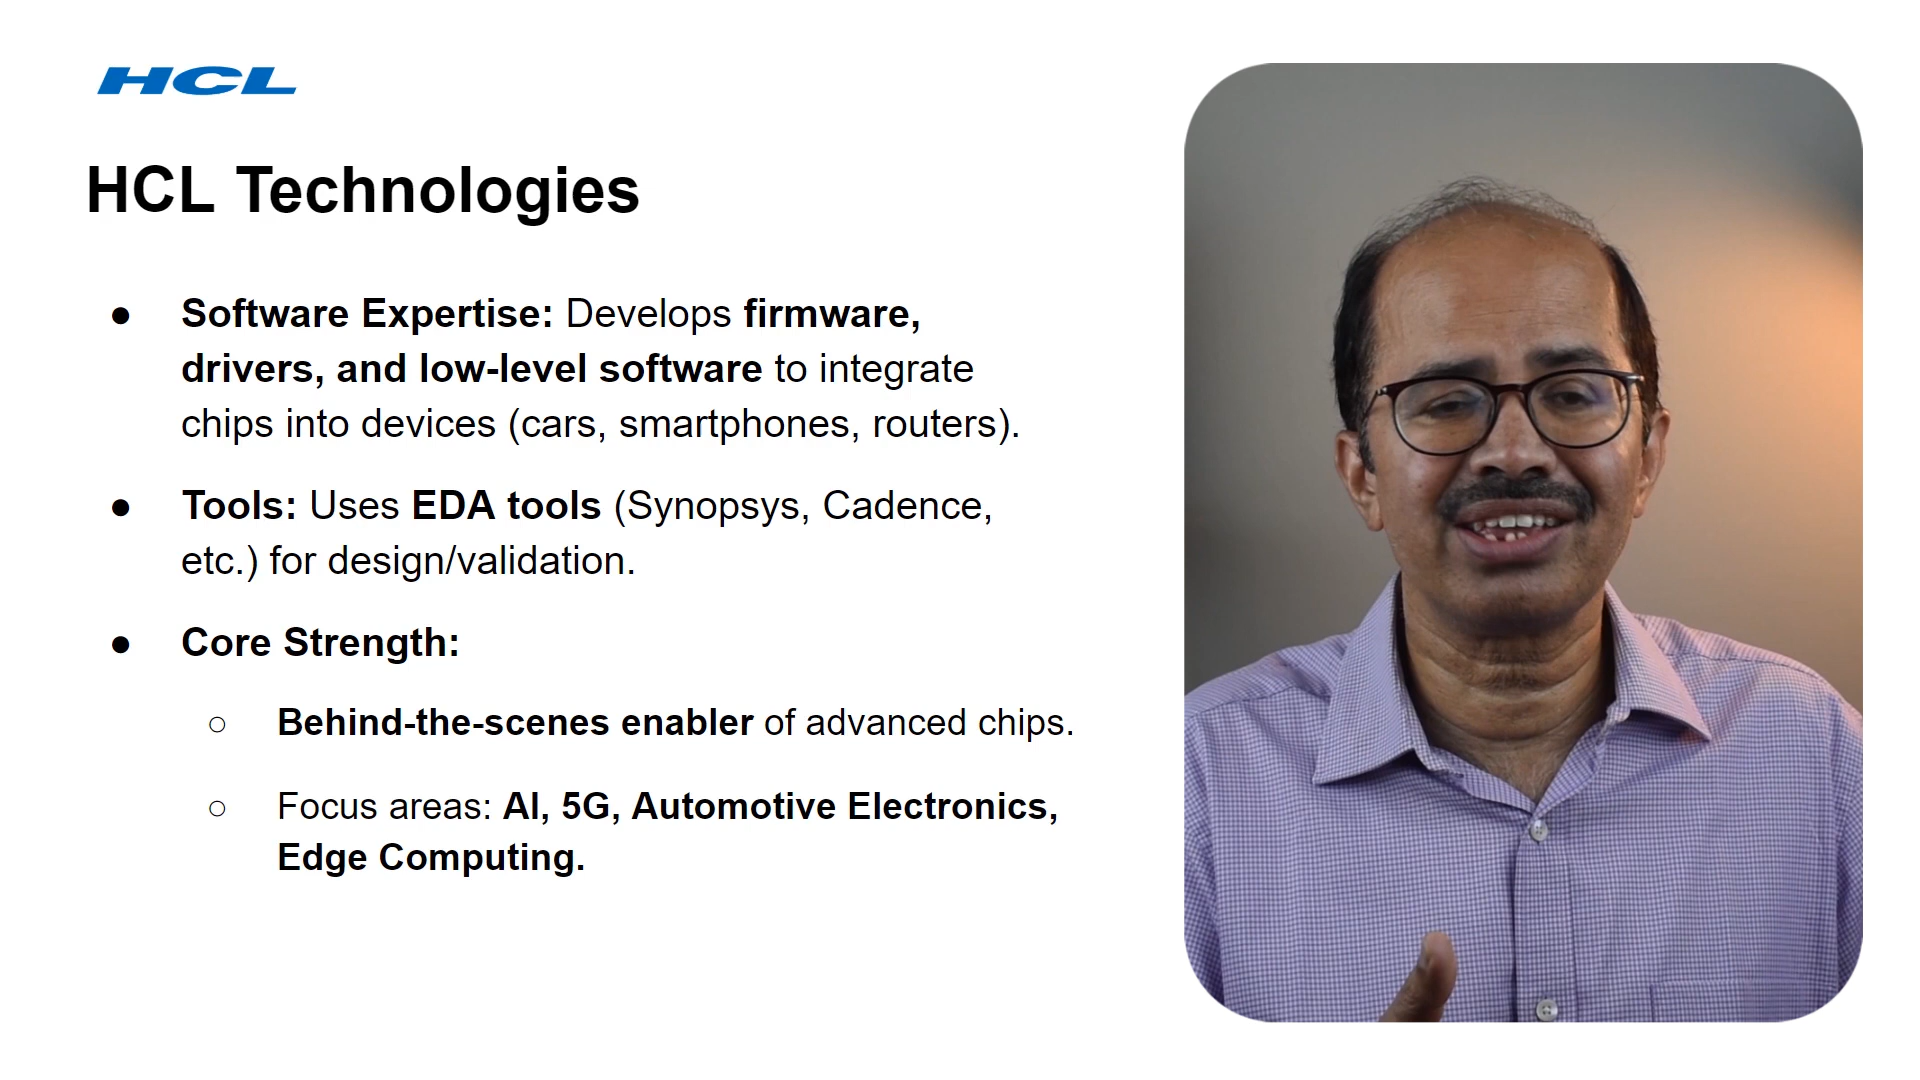 HCL
HCL Technologies
● Software Expertise: Develops firmware,
drivers, and low-level software to integrate
chips into devices (cars, smartphones, routers).
● Tools: Uses EDA tools (Synopsys, Cadence,
etc.) for design/validation.
● Core Strength:
○ Behind-the-scenes enabler of advanced chips.
○ Focus areas: AI, 5G, Automotive Electronics,
Edge Computing.